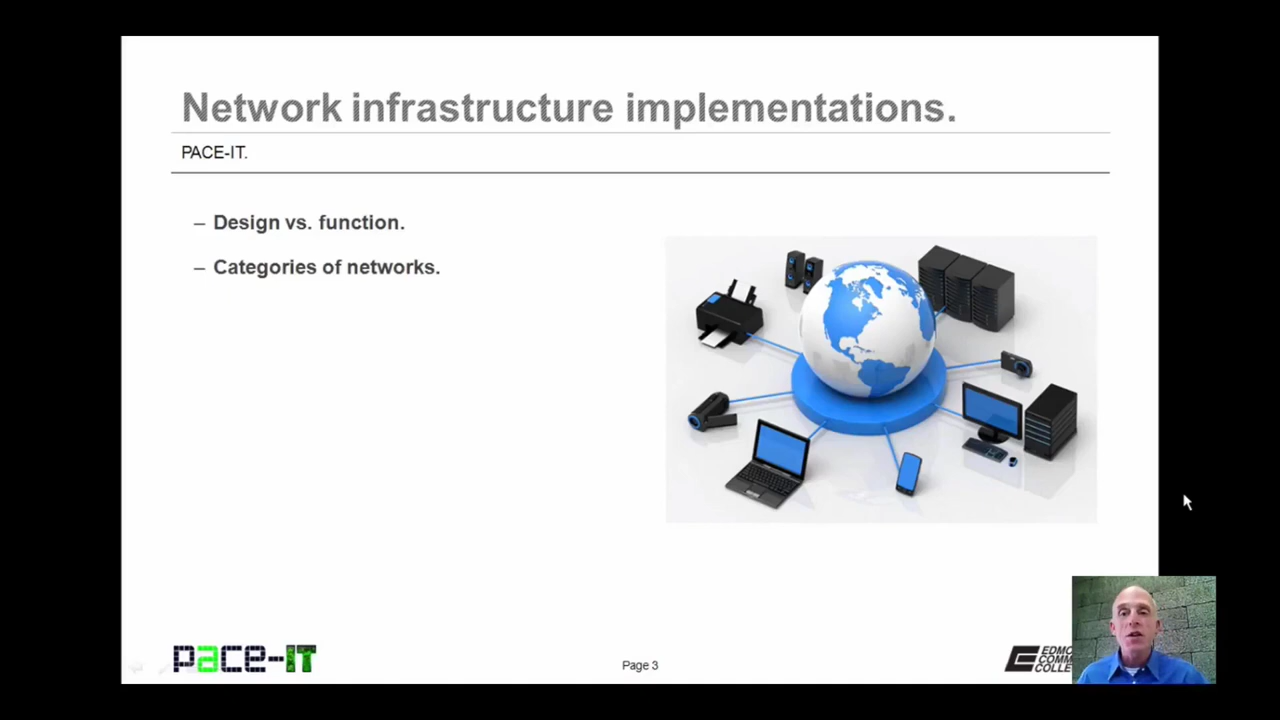 Network infrastructure implementations.
PACE-IT.
– Design vs. function.
– Categories of networks.
pace-IT
Page 3